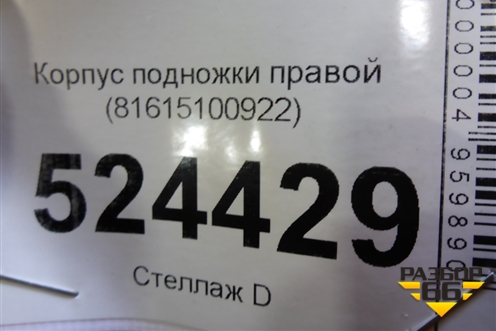 Корпус подножки правой
(81615100922)
524429
Стеллаж D
РАЗБОР
66